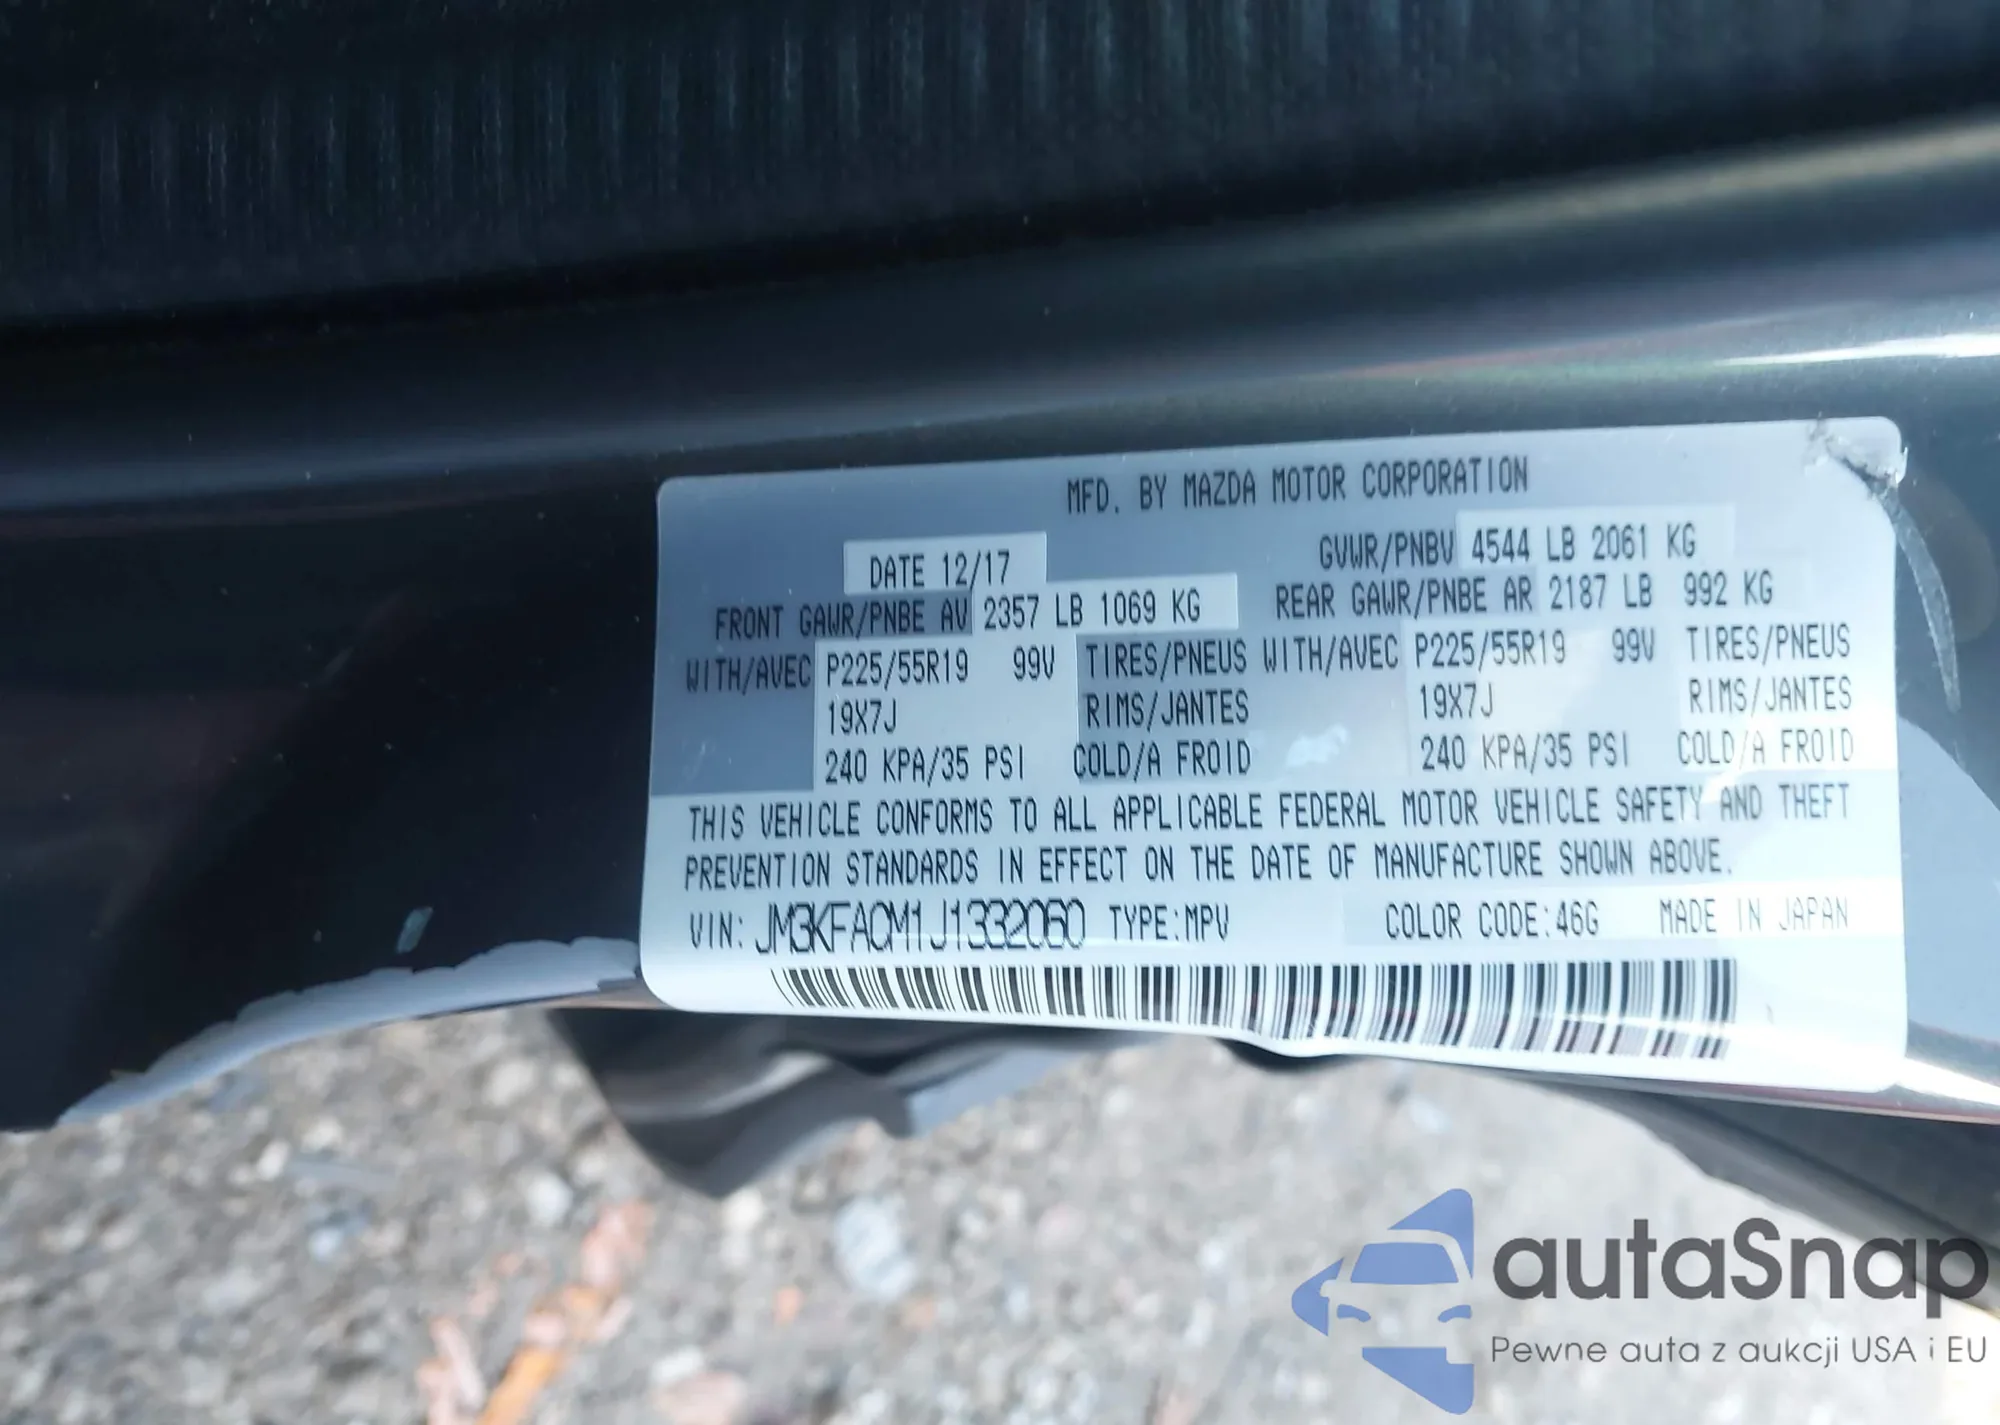 MFD. BY MAZDA MOTOR CORPORATION
DATE 12/17 GVWR/PNBV 4544 LB 2061 KG
FRONT GAWR/PNBE AV 2357 LB 1069 KG REAR GAWR/PNBE AR 2187 LB 992 KG
WITH/AVEC P225/55R19 99V TIRES/PNEUS WITH/AVEC P225/55R19 99V TIRES/PNEUS
19X7J RIMS/JANTES 19X7J RIMS/JANTES
240 KPA/35 PSI COLD/A FROID 240 KPA/35 PSI COLD/A FROID
THIS VEHICLE CONFORMS TO ALL APPLICABLE FEDERAL MOTOR VEHICLE SAFETY AND THEFT
PREVENTION STANDARDS IN EFFECT ON THE DATE OF MANUFACTURE SHOWN ABOVE.
VIN: JM3KFACM1J1332060 TYPE:MPV COLOR CODE:46G MADE IN JAPAN
autaSnap
Pewne auta z aukcji USA i EU